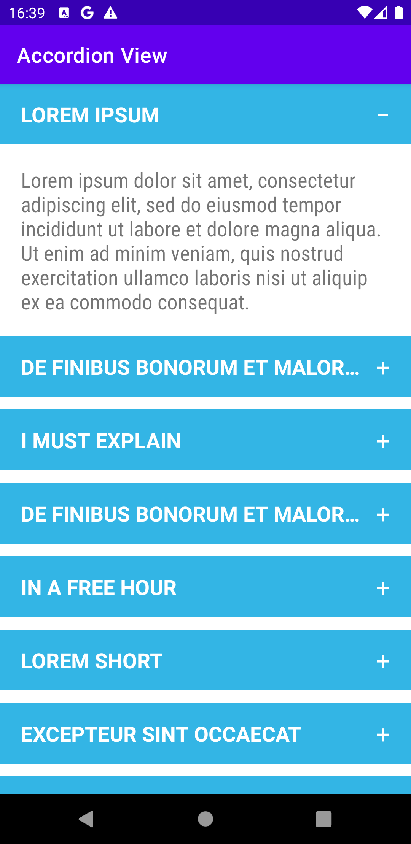 16:39
Accordion View
LOREM IPSUM
Lorem ipsum dolor sit amet, consectetur
adipiscing elit, sed do eiusmod tempor
incididunt ut labore et dolore magna aliqua.
Ut enim ad minim veniam, quis nostrud
exercitation ullamco laboris nisi ut aliquip
ex ea commodo consequat.
DE FINIBUS BONORUM ET MALOR...
I MUST EXPLAIN
DE FINIBUS BONORUM ET MALOR...
IN A FREE HOUR
LOREM SHORT
EXCEPTEUR SINT OCCAECAT